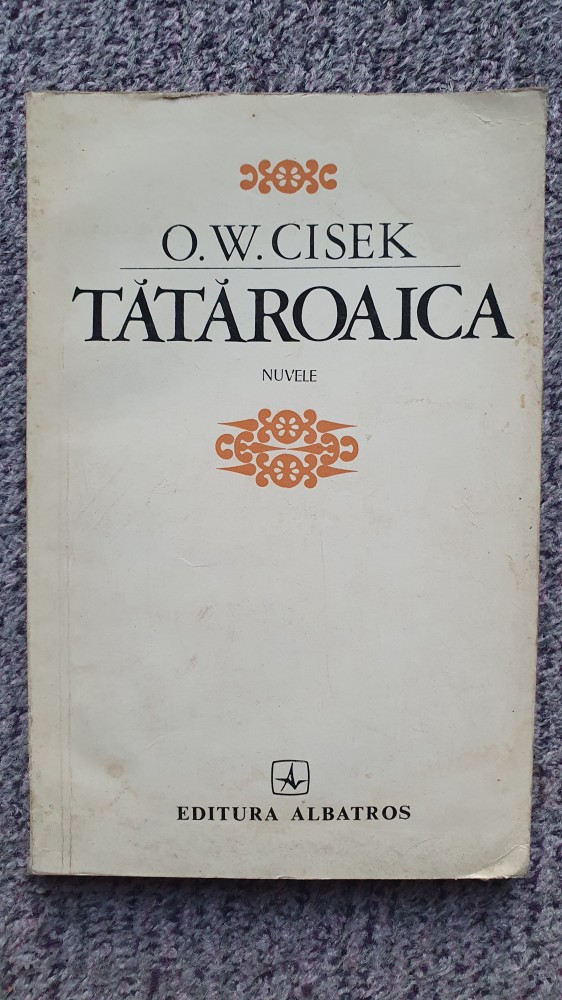 O.W. CISEK
TĂTĂROAICA
NUVELE
EDITURA ALBATROS